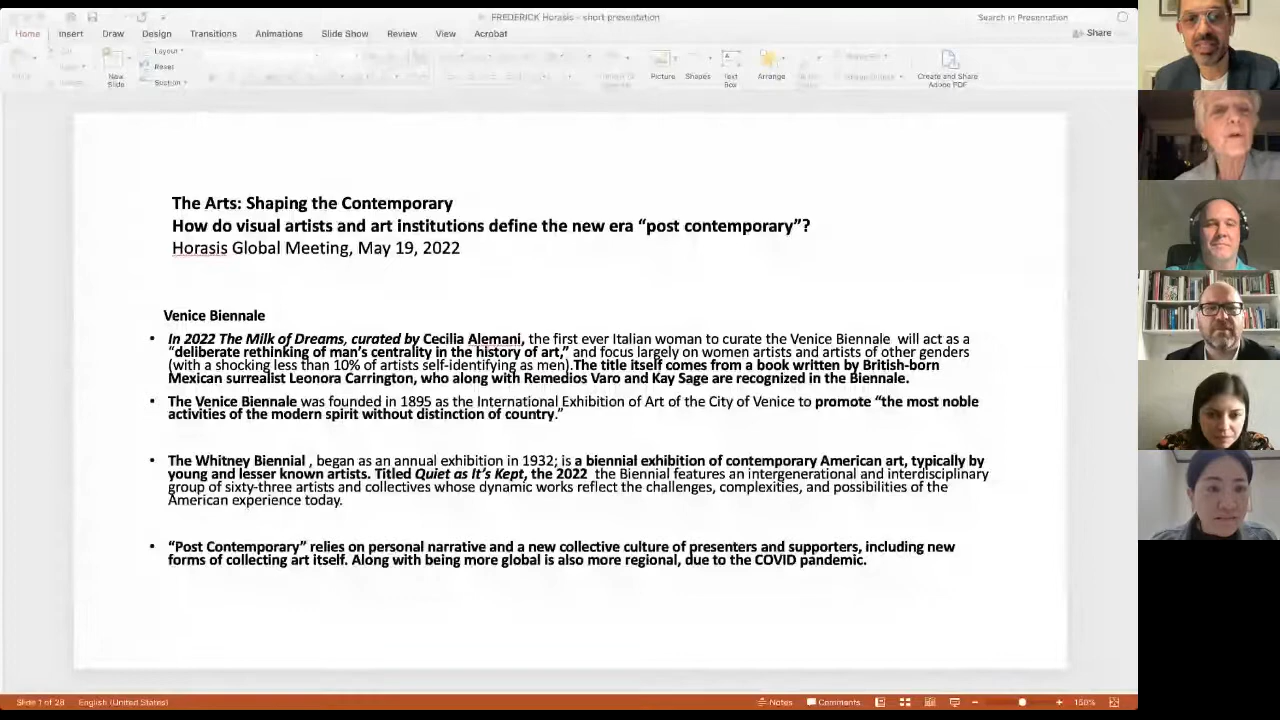 FREDERICK Horasis - short presentation
Search in Presentation
Home Insert Draw Design Transitions Animations Slide Show Review View Acrobat
Share
New Slide
Layout
Reset
Section
Picture
Shapes
Text Box
Arrange
Create and Share Adobe PDF
The Arts: Shaping the Contemporary
How do visual artists and art institutions define the new era “post contemporary”?
Horasis Global Meeting, May 19, 2022
Venice Biennale
• In 2022 The Milk of Dreams, curated by Cecilia Alemani, the first ever Italian woman to curate the Venice Biennale will act as a
“deliberate rethinking of man’s centrality in the history of art,” and focus largely on women artists and artists of other genders
(with a shocking less than 10% of artists self-identifying as men).The title itself comes from a book written by British-born
Mexican surrealist Leonora Carrington, who along with Remedios Varo and Kay Sage are recognized in the Biennale.
• The Venice Biennale was founded in 1895 as the International Exhibition of Art of the City of Venice to promote “the most noble
activities of the modern spirit without distinction of country.”
• The Whitney Biennial , began as an annual exhibition in 1932; is a biennial exhibition of contemporary American art, typically by
young and lesser known artists. Titled Quiet as It’s Kept, the 2022 the Biennial features an intergenerational and interdisciplinary
group of sixty-three artists and collectives whose dynamic works reflect the challenges, complexities, and possibilities of the
American experience today.
• “Post Contemporary” relies on personal narrative and a new collective culture of presenters and supporters, including new
forms of collecting art itself. Along with being more global is also more regional, due to the COVID pandemic.
Slide 1 of 28 English (United States) Notes Comments 150%